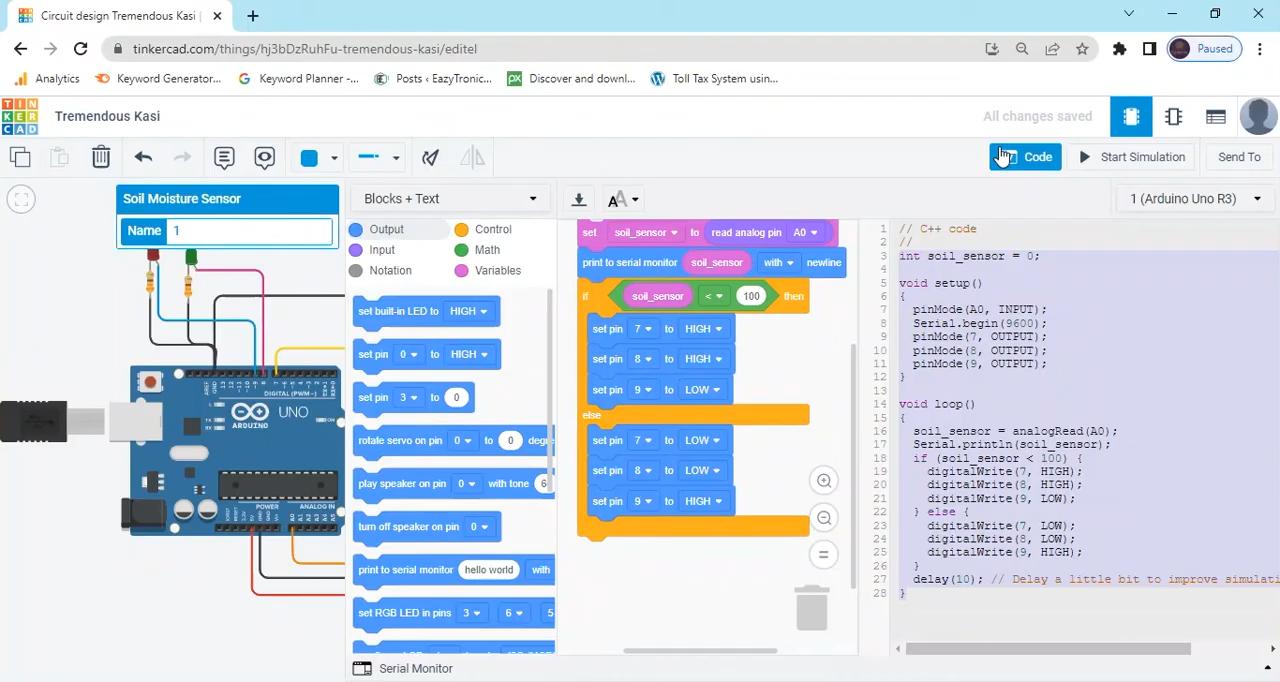 Circuit design Tremendous Kasi |
tinkercad.com/things/hj3bDzRuhFu-tremendous-kasi/editel
Paused
Analytics
Keyword Generator...
Keyword Planner -...
Posts ‹ EazyTronic...
Discover and downl...
Toll Tax System usin...
TIN
KER
CAD
Tremendous Kasi
All changes saved
Code
Start Simulation
Send To
Soil Moisture Sensor
Name 1
Blocks + Text
1 (Arduino Uno R3)
Output
Control
Input
Math
Notation
Variables
set built-in LED to HIGH
set pin 0 to HIGH
set pin 3 to 0
rotate servo on pin 0 to 0 degre
play speaker on pin 0 with tone 6
turn off speaker on pin 0
print to serial monitor hello world with
set RGB LED in pins 3 6 5
set soil_sensor to read analog pin A0
print to serial monitor soil_sensor with newline
if soil_sensor < 100 then
set pin 7 to HIGH
set pin 8 to HIGH
set pin 9 to LOW
else
set pin 7 to LOW
set pin 8 to LOW
set pin 9 to HIGH
1 // C++ code
2 //
3 int soil_sensor = 0;
4
5 void setup()
6 {
7 pinMode(A0, INPUT);
8 Serial.begin(9600);
9 pinMode(7, OUTPUT);
10 pinMode(8, OUTPUT);
11 pinMode(9, OUTPUT);
12 }
13
14 void loop()
15 {
16 soil_sensor = analogRead(A0);
17 Serial.println(soil_sensor);
18 if (soil_sensor < 100) {
19 digitalWrite(7, HIGH);
20 digitalWrite(8, HIGH);
21 digitalWrite(9, LOW);
22 } else {
23 digitalWrite(7, LOW);
24 digitalWrite(8, LOW);
25 digitalWrite(9, HIGH);
26 }
27 delay(10); // Delay a little bit to improve simulati
28 }
DIGITAL (PWM~)
UNO
ARDUINO
POWER
ANALOG IN
Serial Monitor